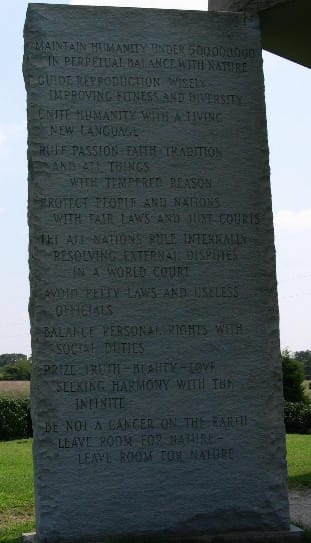 MAINTAIN HUMANITY UNDER 500,000,000
IN PERPETUAL BALANCE WITH NATURE
GUIDE REPRODUCTION WISELY—
IMPROVING FITNESS AND DIVERSITY
UNITE HUMANITY WITH A LIVING
NEW LANGUAGE
RULE PASSION—FAITH—TRADITION
AND ALL THINGS
WITH TEMPERED REASON
PROTECT PEOPLE AND NATIONS
WITH FAIR LAWS AND JUST COURTS
LET ALL NATIONS RULE INTERNALLY
RESOLVING EXTERNAL DISPUTES
IN A WORLD COURT
AVOID PETTY LAWS AND USELESS
OFFICIALS
BALANCE PERSONAL RIGHTS WITH
SOCIAL DUTIES
PRIZE TRUTH—BEAUTY—LOVE
SEEKING HARMONY WITH THE
INFINITE—
BE NOT A CANCER ON THE EARTH
LEAVE ROOM FOR NATURE—
LEAVE ROOM FOR NATURE